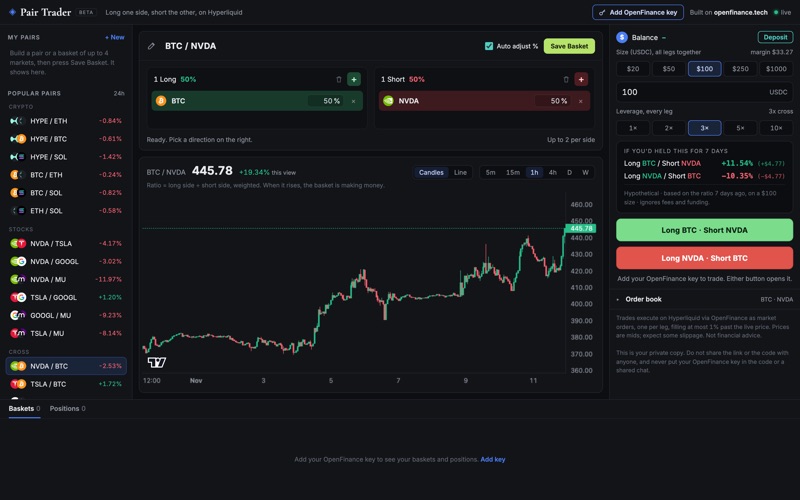 Pair Trader BETA Long one side, short the other, on Hyperliquid
Add OpenFinance key Built on openfinance.tech live
MY PAIRS + New
Build a pair or a basket of up to 4
markets, then press Save Basket. It
shows here.
POPULAR PAIRS 24h
CRYPTO
HYPE / ETH -0.84%
HYPE / BTC -0.61%
HYPE / SOL -1.42%
BTC / ETH -0.24%
BTC / SOL -0.82%
ETH / SOL -0.58%
STOCKS
NVDA / TSLA -4.17%
NVDA / GOOGL -3.02%
NVDA / MU -11.97%
TSLA / GOOGL +1.20%
GOOGL / MU -9.23%
TSLA / MU -8.14%
CROSS
NVDA / BTC -2.53%
TSLA / BTC +1.72%
BTC / NVDA
Auto adjust %
Save Basket
1 Long 50%
+
BTC 50 % ×
1 Short 50%
+
NVDA 50 % ×
Ready. Pick a direction on the right.
Up to 2 per side
BTC / NVDA 445.78 +19.34% this view
Candles Line 5m 15m 1h 4h D W
Ratio = long side ÷ short side, weighted. When it rises, the basket is making money.
460.00
450.00
445.78
440.00
430.00
420.00
410.00
400.00
390.00
380.00
370.00
360.00
12:00 Nov 3 5 7 9 11
$ Balance – Deposit
Size (USDC), all legs together margin $33.27
$20 $50 $100 $250 $1000
100 USDC
Leverage, every leg 3x cross
1× 2× 3× 5× 10×
IF YOU'D HELD THIS FOR 7 DAYS
Long BTC / Short NVDA +11.54% (+$4.77)
Long NVDA / Short BTC -10.35% (-$4.77)
Hypothetical · based on the ratio 7 days ago, on a $100
size · ignores fees and funding.
Long BTC · Short NVDA
Long NVDA · Short BTC
Add your OpenFinance key to trade. Either button opens it.
Order book BTC · NVDA
Trades execute on Hyperliquid via OpenFinance as market
orders, one per leg, filling at most 1% past the live price.
Prices are mids; expect some slippage. Not financial advice.
This is your private copy. Do not share the link or the code with
anyone, and never put your OpenFinance key in the code or a
shared chat.
Baskets 0 Positions 0
Add your OpenFinance key to see your baskets and positions. Add key